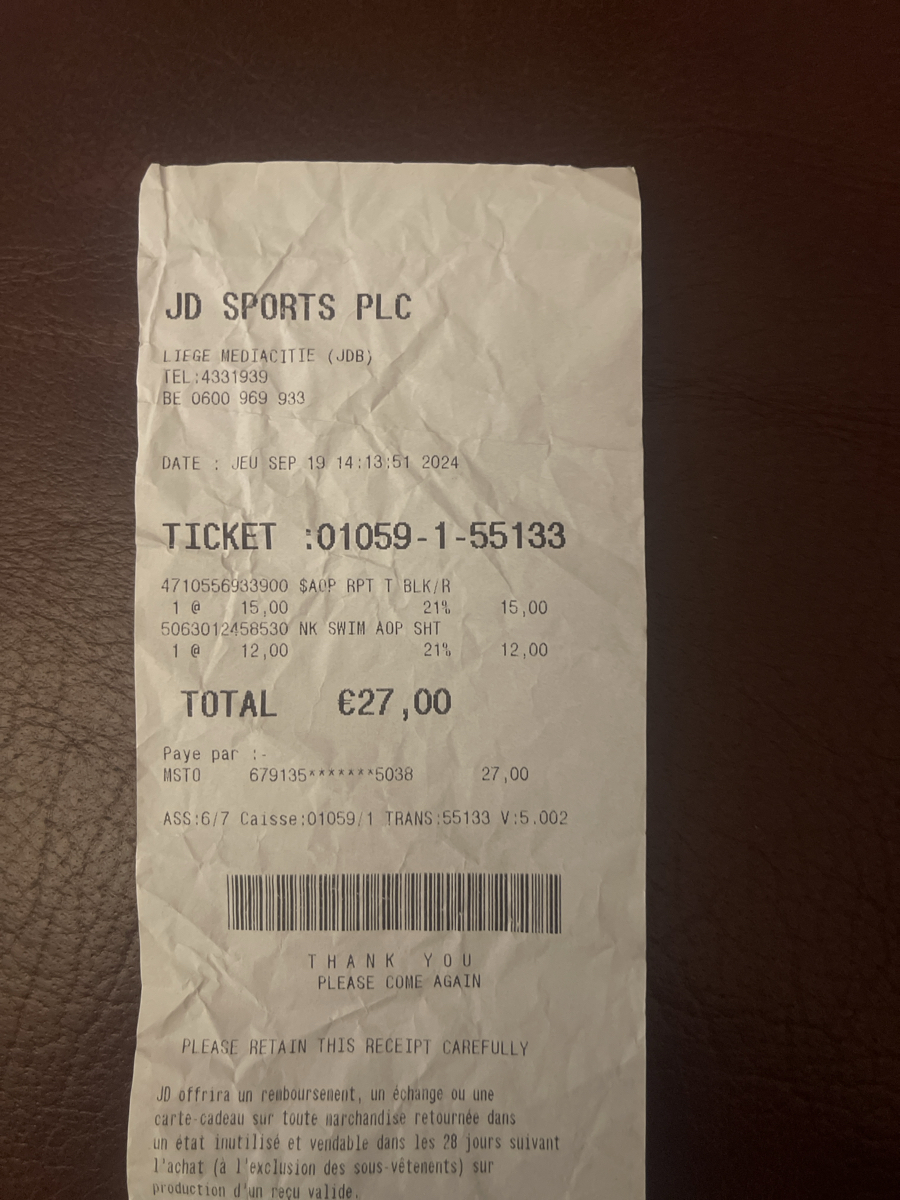 JD SPORTS PLC
LIEGE MEDIACITIE (JDB)
TEL:4331939
BE 0600 969 933
DATE : JEU SEP 19 14:13:51 2024
TICKET :01059-1-55133
4710556933900 $AOP RPT T BLK/R
1 @ 15,00 21% 15,00
5063012458530 NK SWIM AOP SHT
1 @ 12,00 21% 12,00
TOTAL €27,00
Paye par :-
MSTO 679135*******5038 27,00
ASS:6/7 Caisse:01059/1 TRANS:55133 V:5.002
THANK YOU
PLEASE COME AGAIN
PLEASE RETAIN THIS RECEIPT CAREFULLY
JD offrira un remboursement, un échange ou une
carte-cadeau sur toute marchandise retournée dans
un état inutilisé et vendable dans les 28 jours suivant
l'achat (à l'exclusion des sous-vêtements) sur
production d'un reçu valide.